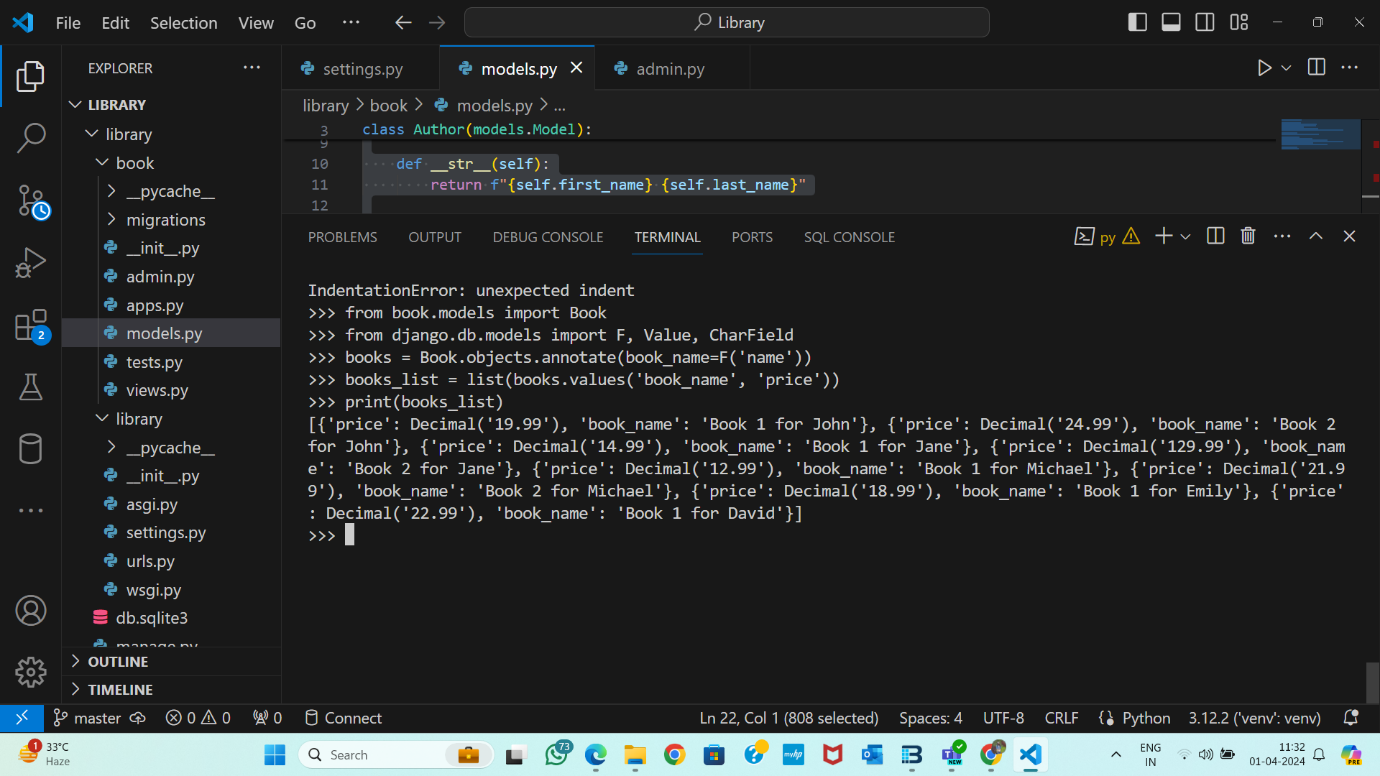 File Edit Selection View Go ...
Library
EXPLORER
LIBRARY
library
book
__pycache__
migrations
__init__.py
admin.py
apps.py
models.py
tests.py
views.py
library
__pycache__
__init__.py
asgi.py
settings.py
urls.py
wsgi.py
db.sqlite3
manage.py
OUTLINE
TIMELINE
2
settings.py models.py admin.py
library > book > models.py > ...
3 class Author(models.Model):
9
10 def __str__(self):
11 return f"{self.first_name} {self.last_name}"
12
PROBLEMS OUTPUT DEBUG CONSOLE TERMINAL PORTS SQL CONSOLE
py
IndentationError: unexpected indent
>>> from book.models import Book
>>> from django.db.models import F, Value, CharField
>>> books = Book.objects.annotate(book_name=F('name'))
>>> books_list = list(books.values('book_name', 'price'))
>>> print(books_list)
[{'price': Decimal('19.99'), 'book_name': 'Book 1 for John'}, {'price': Decimal('24.99'), 'book_name': 'Book 2
for John'}, {'price': Decimal('14.99'), 'book_name': 'Book 1 for Jane'}, {'price': Decimal('129.99'), 'book_nam
e': 'Book 2 for Jane'}, {'price': Decimal('12.99'), 'book_name': 'Book 1 for Michael'}, {'price': Decimal('21.9
9'), 'book_name': 'Book 2 for Michael'}, {'price': Decimal('18.99'), 'book_name': 'Book 1 for Emily'}, {'price'
: Decimal('22.99'), 'book_name': 'Book 1 for David'}]
>>>
master 0 0 0 Connect
Ln 22, Col 1 (808 selected) Spaces: 4 UTF-8 CRLF Python 3.12.2 ('venv': venv)
1
33°C
Haze
Search
73
myhp
NEW
ENG
IN
11:32
01-04-2024
PRE